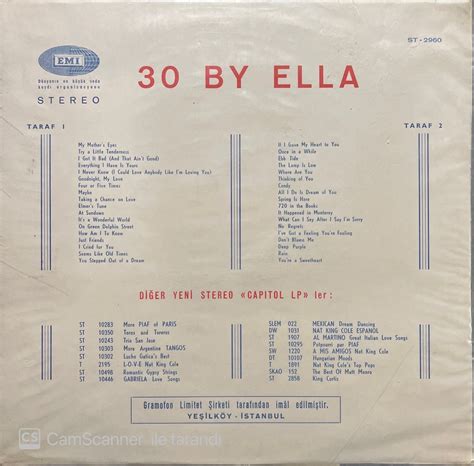 ST - 2960
EMI
Dünyanın en büyük ses
kayıt organizasyonu
STEREO
30 BY ELLA
TARAF 1
My Mother's Eyes
Try a Little Tenderness
I Got It Bad (And That Ain't Good)
Everything I Have Is Yours
I Never Knew (I Could Love Anybody Like I'm Loving You)
Goodnight, My Love
Four or Five Times
Maybe
Taking a Chance on Love
Elmer's Tune
At Sundown
It's a Wonderful World
On Green Dolphin Street
How Am I To Know
Just Friends
I Cried for You
Seems Like Old Times
You Stepped Out of a Dream
TARAF 2
If I Gave My Heart to You
Once in a While
Ebb Tide
The Lamp Is Low
Where Are You
Thinking of You
Candy
All I Do Is Dream of You
Spring Is Here
720 in the Books
It Happened in Monterey
What Can I Say After I Say I'm Sorry
No Regrets
I've Got a Feeling You're Feeling
Don't Blame Me
Deep Purple
Rain
You're a Sweetheart
DİĞER YENİ STEREO «CAPITOL LP» ler :
ST 10283 More PIAF of PARIS
ST 10350 Toros and Toreros
ST 10243 Trio San Jose
ST 10303 More Argentine TANGOS
ST 10302 Lucho Gatica's Best
T 2195 L-O-V-E Nat King Cole
ST 10498 Romantic Gypsy Strings
ST 10446 GABRIELA Love Songs
SLEM 022 MEXICAN Dream Dancing
DW 1031 NAT KING COLE ESPAÑOL
ST 1907 AL MARTINO Great Italian Love Songs
ST 10295 Potpourri par PIAF
SW 1220 A MIS AMIGOS Nat King Cole
DT 10107 Hungarian Moods
T 1891 Nat King Cole's Top Pops
SKAO 152 The Best Of Matt Monro
ST 2858 King Curtis
Gramofon Limitet Şirketi tarafından imâl edilmiştir.
YEŞİLKÖY - İSTANBUL
CS CamScanner ile tarandı